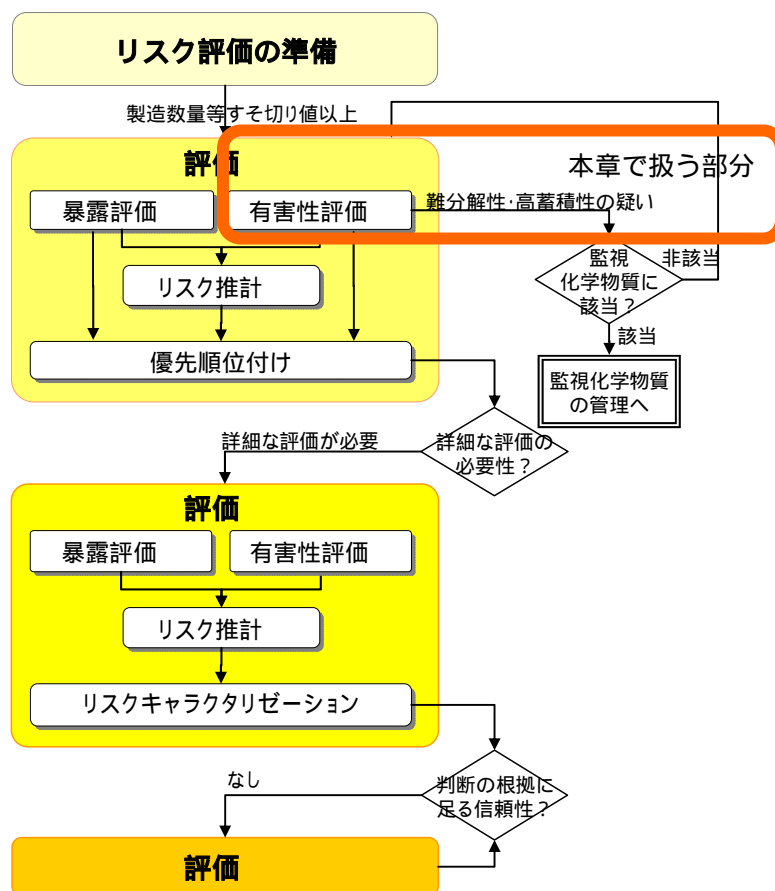 リスク評価の準備
製造数量等すそ切り値以上
評価
本章で扱う部分
暴露評価
有害性評価
難分解性・高蓄積性の疑い
リスク推計
監視
化学物質に
該当？
非該当
該当
優先順位付け
監視化学物質
の管理へ
詳細な評価が必要
詳細な評価の
必要性？
評価
暴露評価
有害性評価
リスク推計
リスクキャラクタリゼーション
なし
判断の根拠に
足る信頼性？
評価